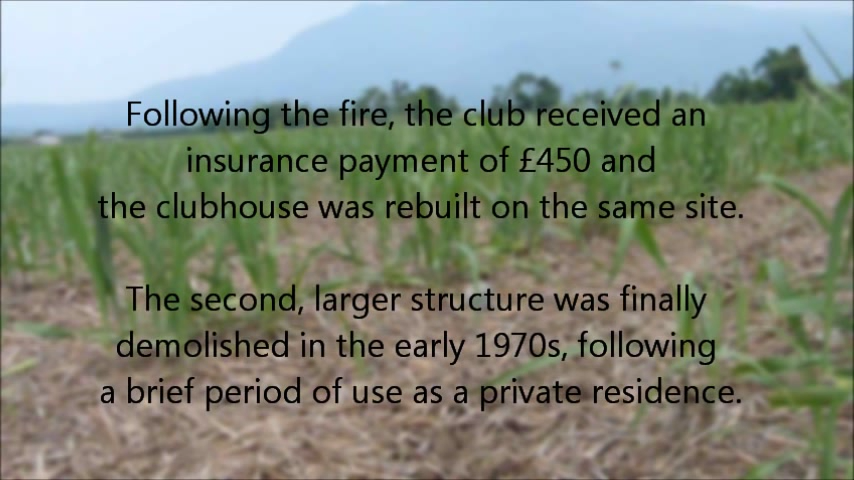 Following the fire, the club received an
insurance payment of £450 and
the clubhouse was rebuilt on the same site.
The second, larger structure was finally
demolished in the early 1970s, following
a brief period of use as a private residence.